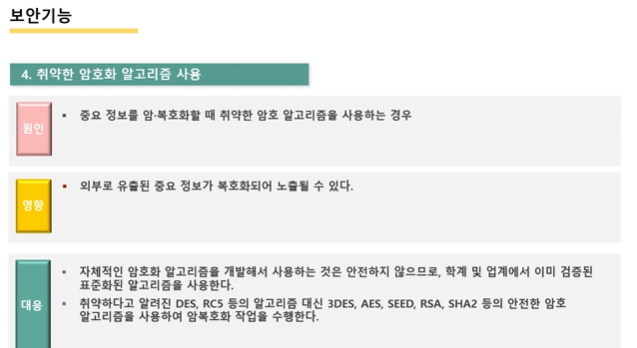 보안기능
4. 취약한 암호화 알고리즘 사용
원인
▪ 중요 정보를 암·복호화할 때 취약한 암호 알고리즘을 사용하는 경우
영향
▪ 외부로 유출된 중요 정보가 복호화되어 노출될 수 있다.
대응
▪ 자체적인 암호화 알고리즘을 개발해서 사용하는 것은 안전하지 않으므로, 학계 및 업계에서 이미 검증된
표준화된 알고리즘을 사용한다.
▪ 취약하다고 알려진 DES, RC5 등의 알고리즘 대신 3DES, AES, SEED, RSA, SHA2 등의 안전한 암호
알고리즘을 사용하여 암복호화 작업을 수행한다.